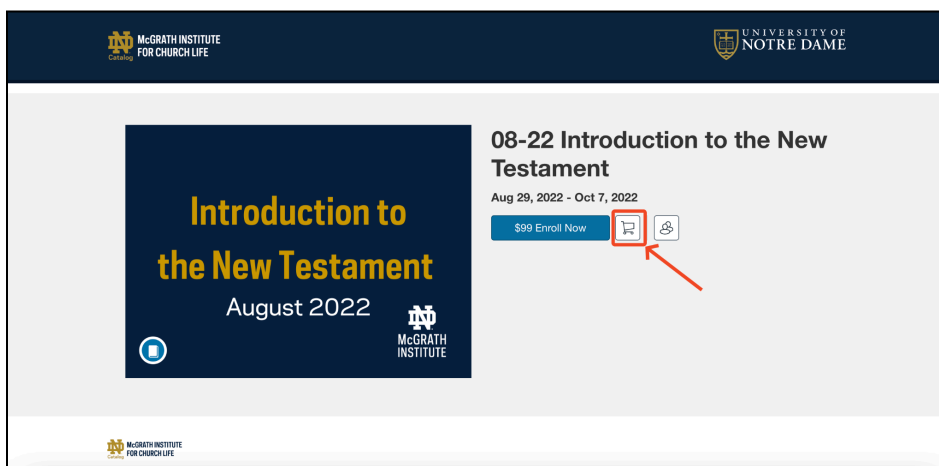 McGRATH INSTITUTE
FOR CHURCH LIFE
Catalog
UNIVERSITY OF
NOTRE DAME
Introduction to
the New Testament
August 2022
McGRATH
INSTITUTE
08-22 Introduction to the New
Testament
Aug 29, 2022 - Oct 7, 2022
$99 Enroll Now
McGRATH INSTITUTE
FOR CHURCH LIFE
Catalog